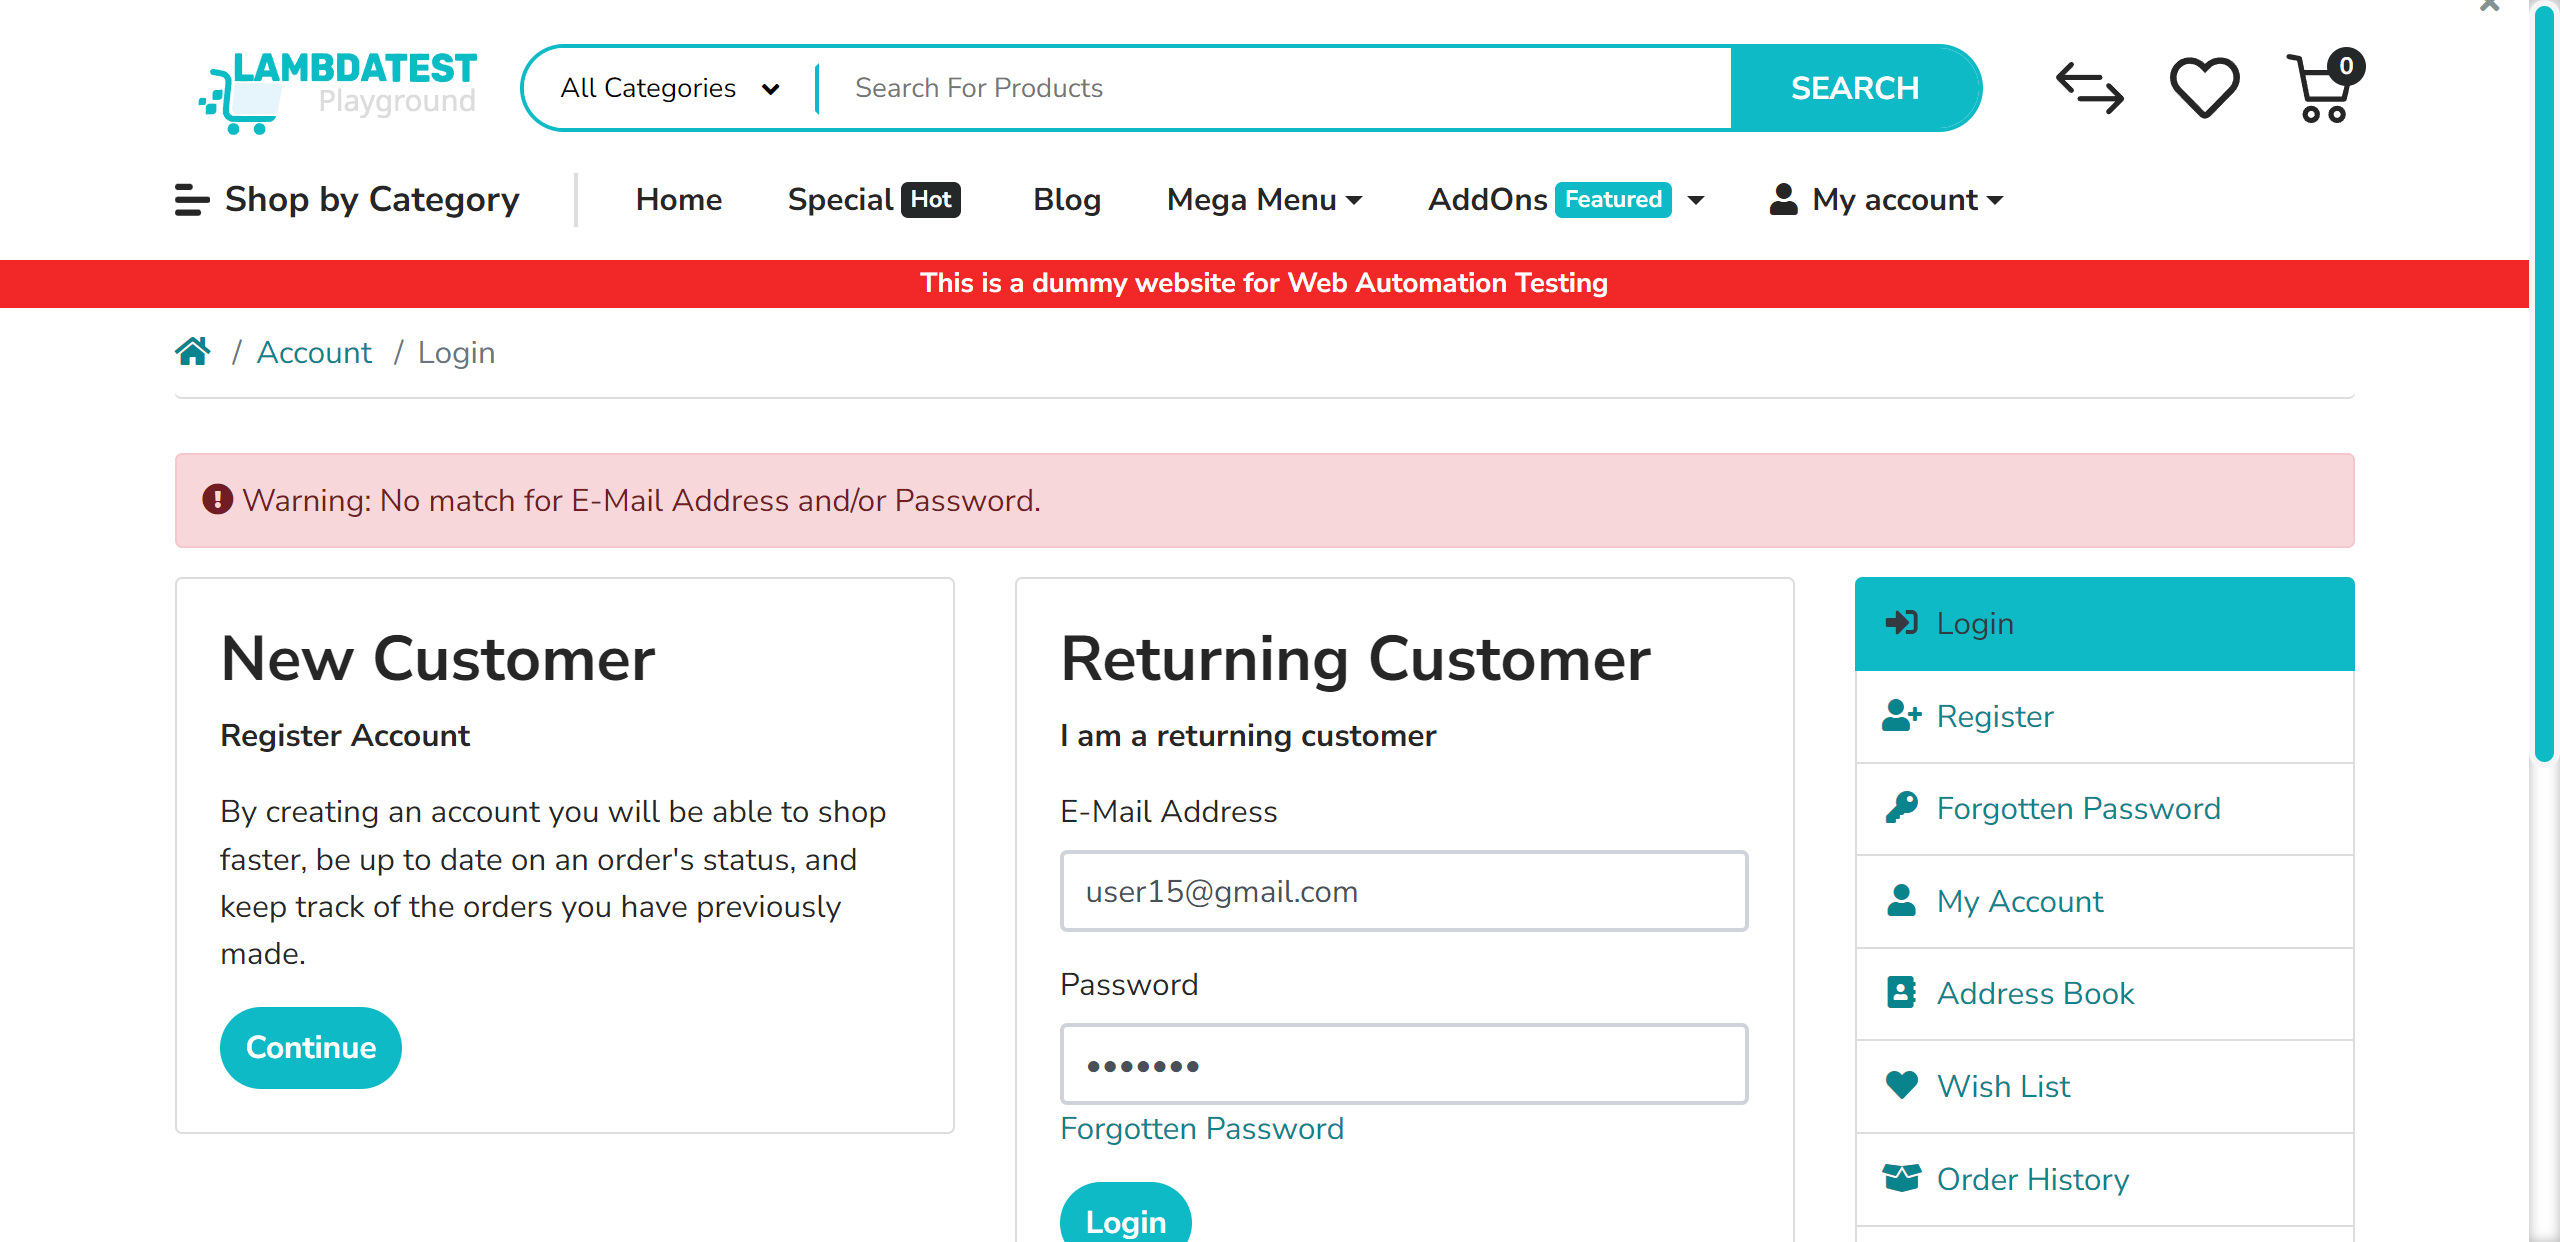 LAMBDATEST
Playground
All Categories
Search For Products
SEARCH
0
Shop by Category
Home
Special Hot
Blog
Mega Menu
AddOns Featured
My account
This is a dummy website for Web Automation Testing
/ Account / Login
Warning: No match for E-Mail Address and/or Password.
New Customer
Register Account
By creating an account you will be able to shop
faster, be up to date on an order's status, and
keep track of the orders you have previously
made.
Continue
Returning Customer
I am a returning customer
E-Mail Address
user15@gmail.com
Password
•••••••
Forgotten Password
Login
Login
Register
Forgotten Password
My Account
Address Book
Wish List
Order History